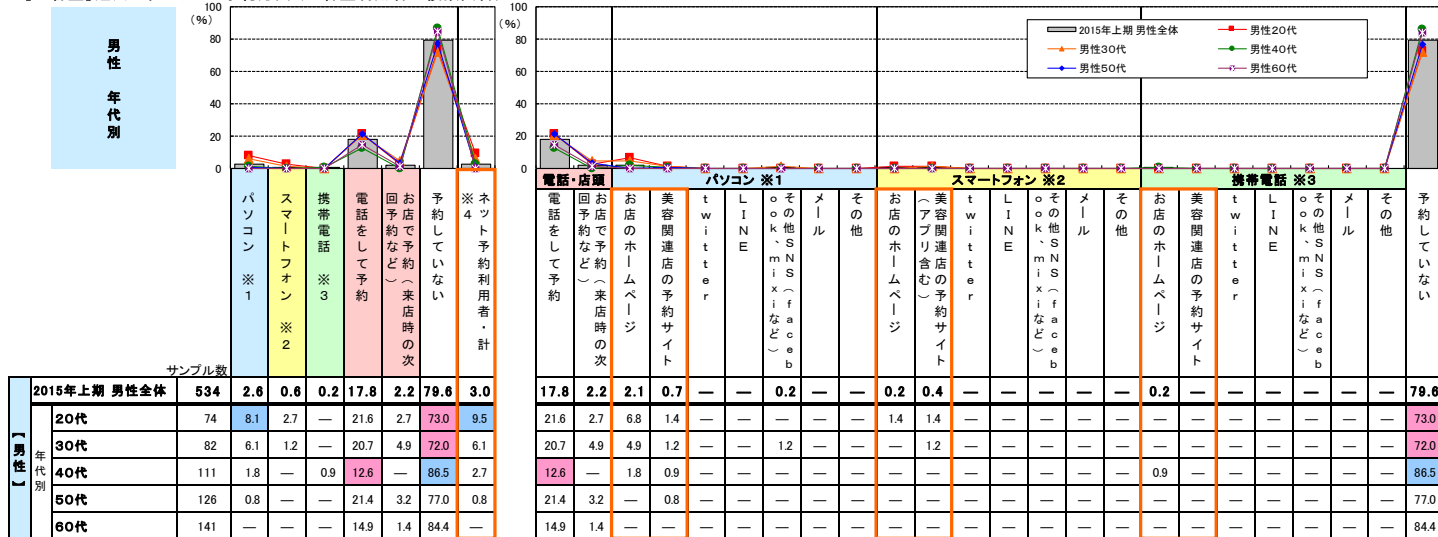 男性 年代別
(%)
100
80
60
40
20
0
(%)
100
80
60
40
20
0
2015年上期 男性全体
男性20代
男性30代
男性40代
男性50代
男性60代
パソコン ※1
スマートフォン ※2
携帯電話 ※3
電話をして予約
お店で予約(来店時の次回予約など)
予約していない
ネット予約利用者・計 ※4
電話・店頭
パソコン ※1
スマートフォン ※2
携帯電話 ※3
電話をして予約
お店で予約(来店時の次回予約など)
お店のホームページ
美容関連店の予約サイト
twitter
LINE
その他SNS(facebook、mixiなど)
メール
その他
お店のホームページ
美容関連店の予約サイト(アプリ含む)
twitter
LINE
その他SNS(facebook、mixiなど)
メール
その他
お店のホームページ
美容関連店の予約サイト
twitter
LINE
その他SNS(facebook、mixiなど)
メール
その他
予約していない
サンプル数
2015年上期 男性全体 534 2.6 0.6 0.2 17.8 2.2 79.6 3.0 17.8 2.2 2.1 0.7 — — 0.2 — — 0.2 0.4 — — — — — 0.2 — — — — — — 79.6
【男性】
年代別
20代 74 8.1 2.7 — 21.6 2.7 73.0 9.5 21.6 2.7 6.8 1.4 — — — — — 1.4 1.4 — — — — — — — — — — — — 73.0
30代 82 6.1 1.2 — 20.7 4.9 72.0 6.1 20.7 4.9 4.9 1.2 — — 1.2 — — — 1.2 — — — — — — — — — — — — 72.0
40代 111 1.8 — 0.9 12.6 — 86.5 2.7 12.6 — 1.8 0.9 — — — — — — — — — — — — 0.9 — — — — — — 86.5
50代 126 0.8 — — 21.4 3.2 77.0 0.8 21.4 3.2 — 0.8 — — — — — — — — — — — — — — — — — — — 77.0
60代 141 — — — 14.9 1.4 84.4 — 14.9 1.4 — — — — — — — — — — — — — — — — — — — — — 84.4